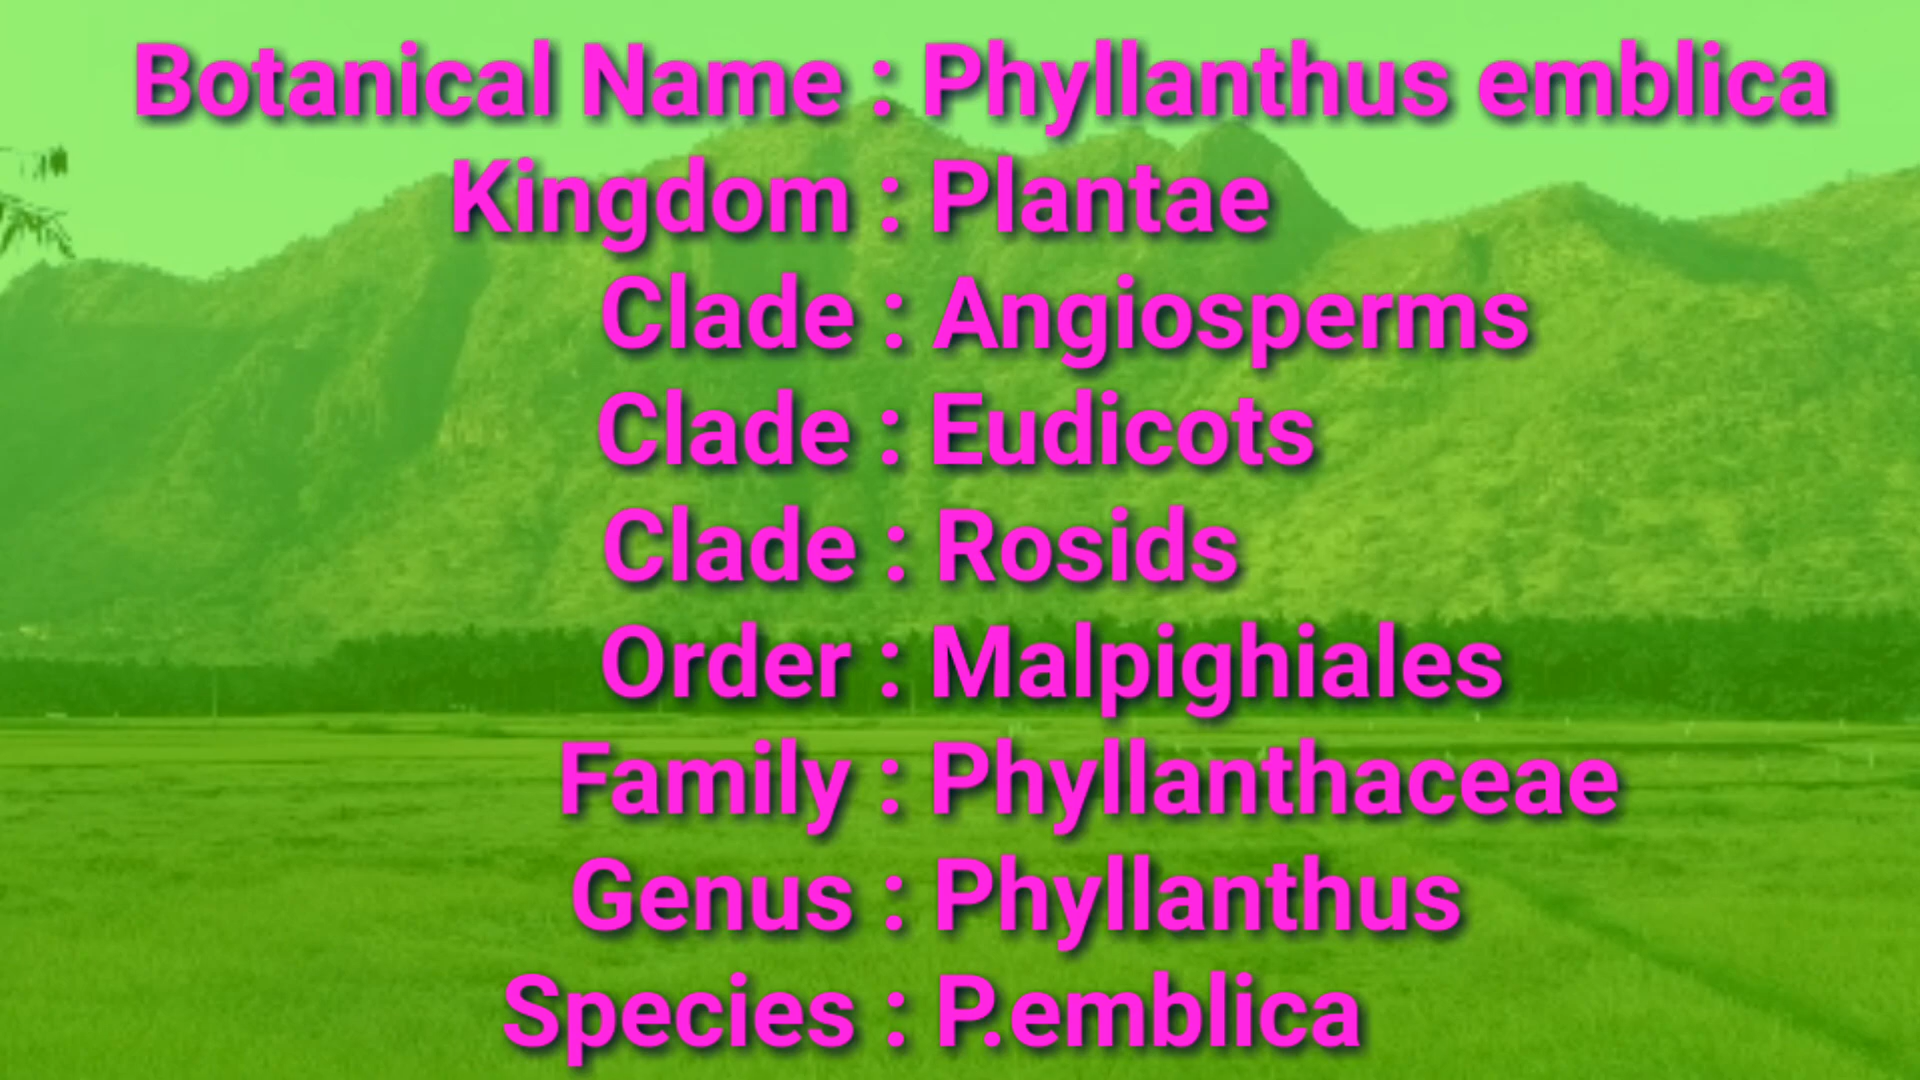 Botanical Name : Phyllanthus emblica
Kingdom : Plantae
Clade : Angiosperms
Clade : Eudicots
Clade : Rosids
Order : Malpighiales
Family : Phyllanthaceae
Genus : Phyllanthus
Species : P.emblica